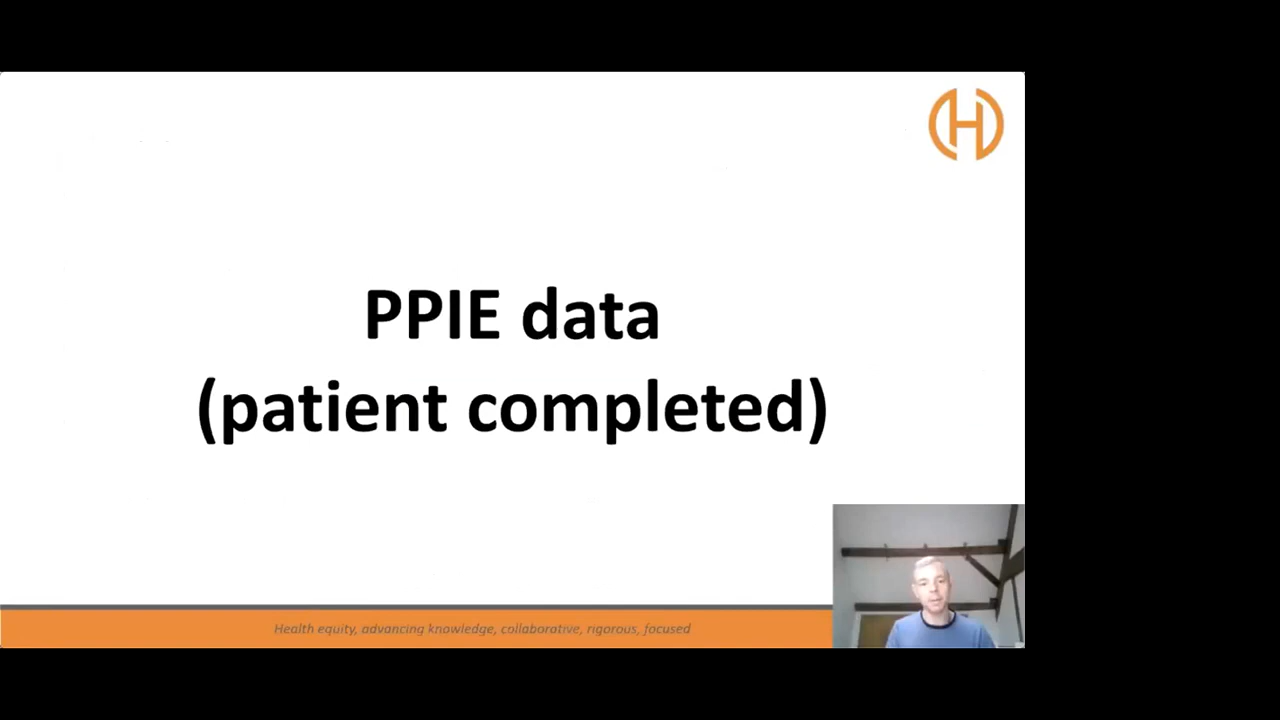 H
PPIE data
(patient completed)
Health equity, advancing knowledge, collaborative, rigorous, focused